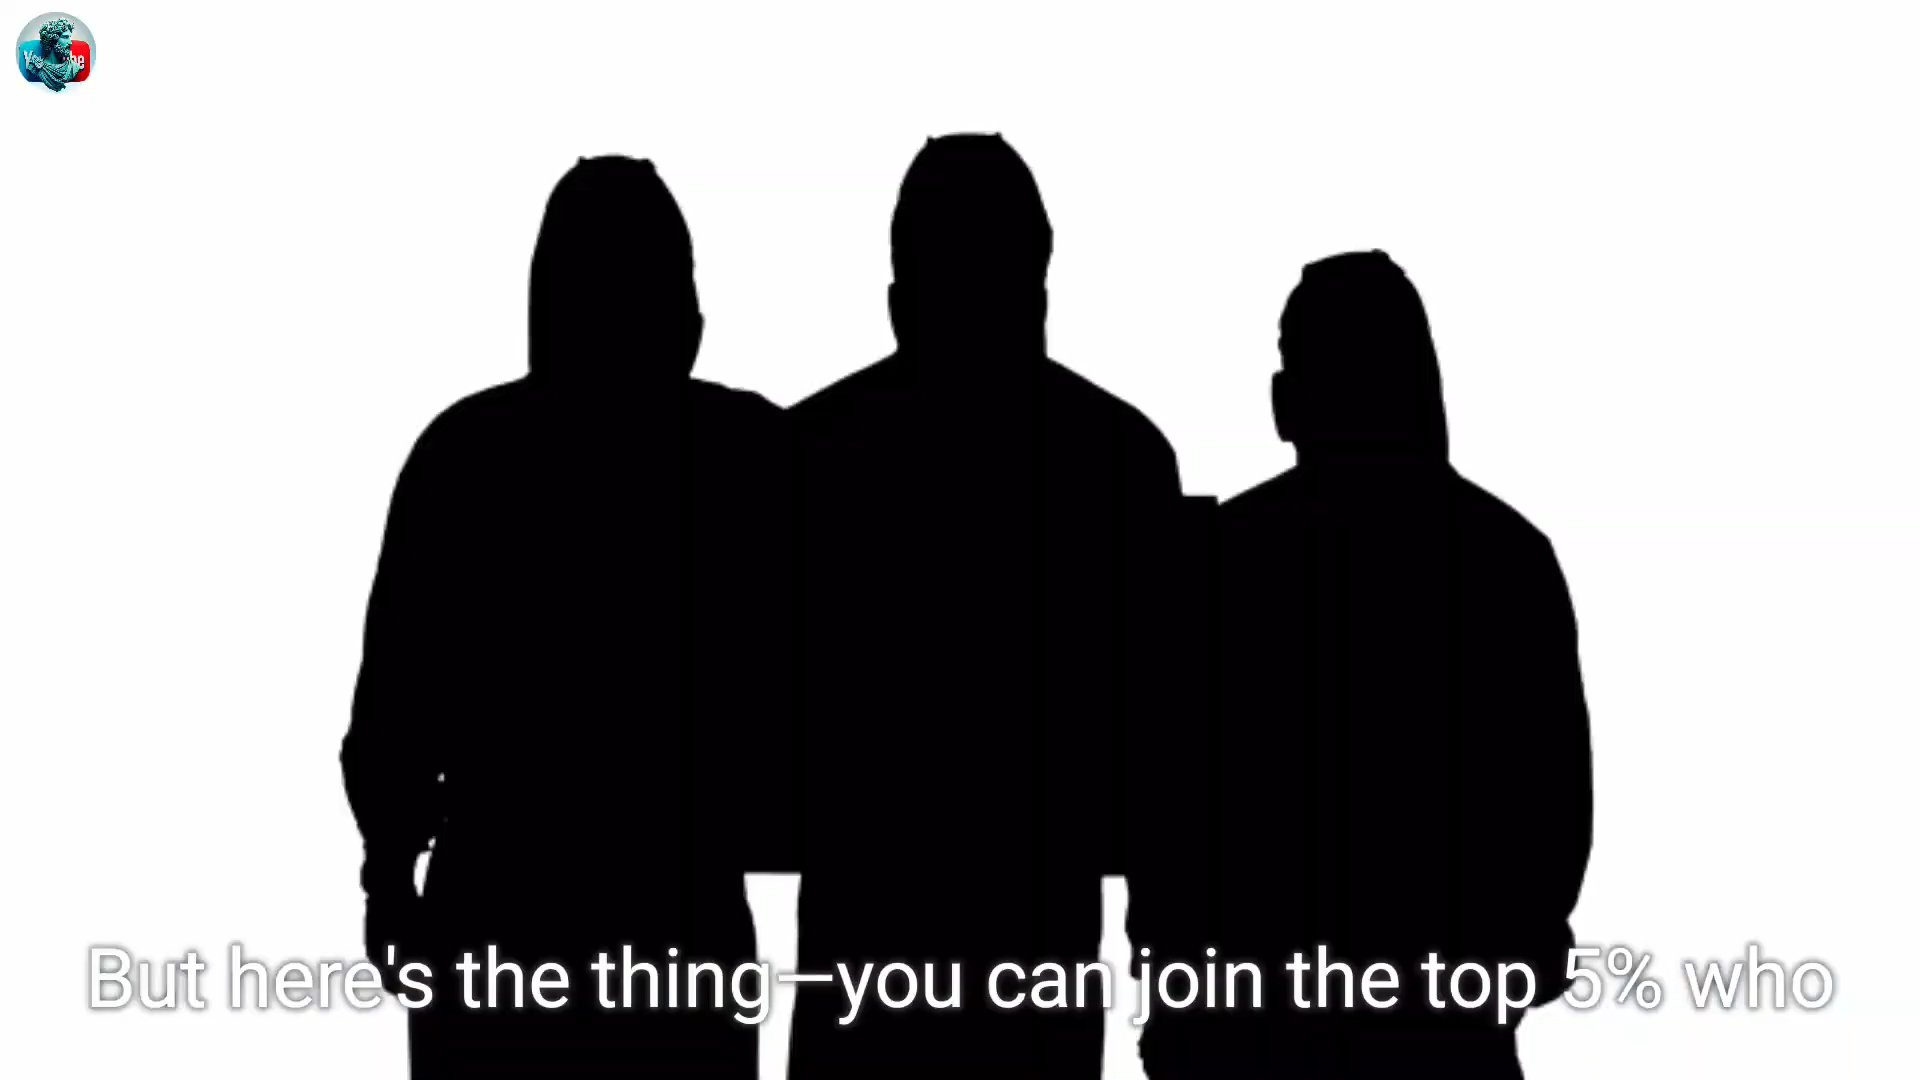 But here's the thing—you can join the top 5% who